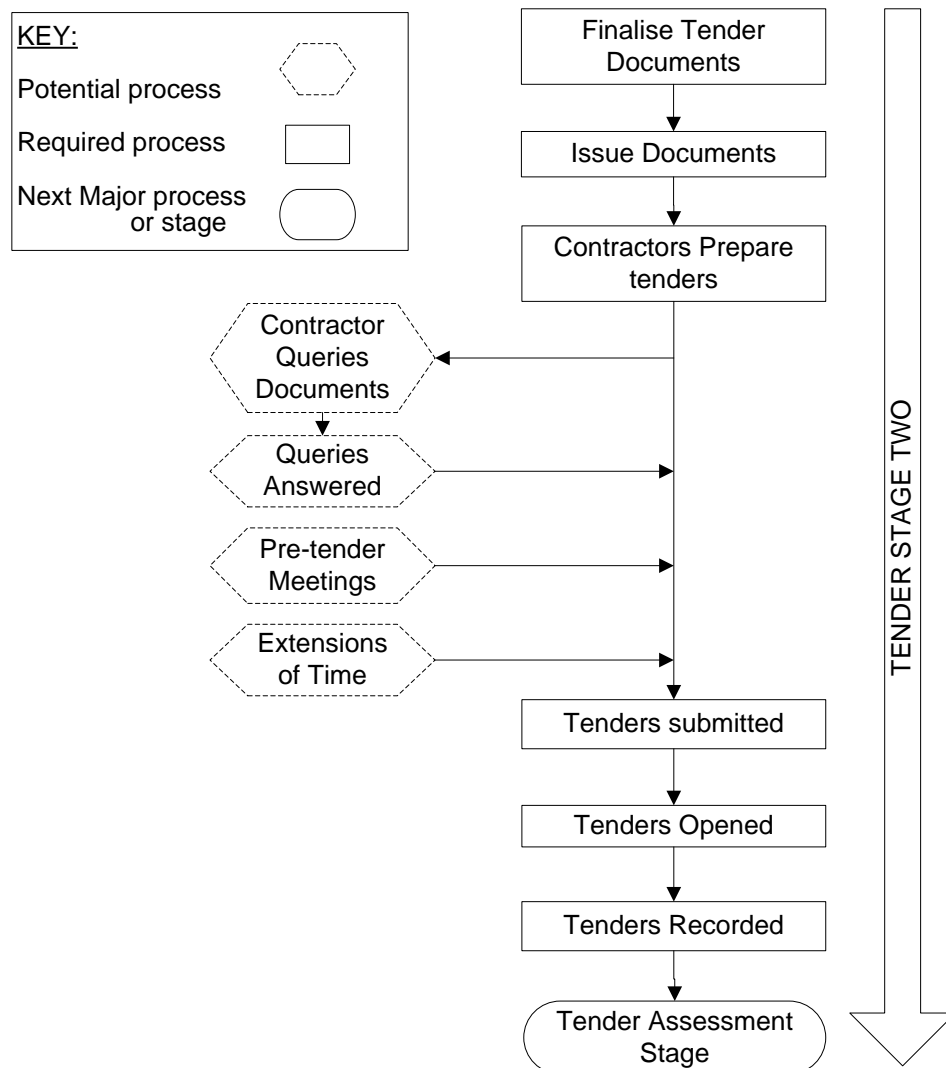 KEY:
Potential process
Required process
Next Major process
or stage
Finalise Tender
Documents
Issue Documents
Contractors Prepare
tenders
Contractor
Queries
Documents
Queries
Answered
Pre-tender
Meetings
Extensions
of Time
Tenders submitted
Tenders Opened
Tenders Recorded
Tender Assessment
Stage
TENDER STAGE TWO